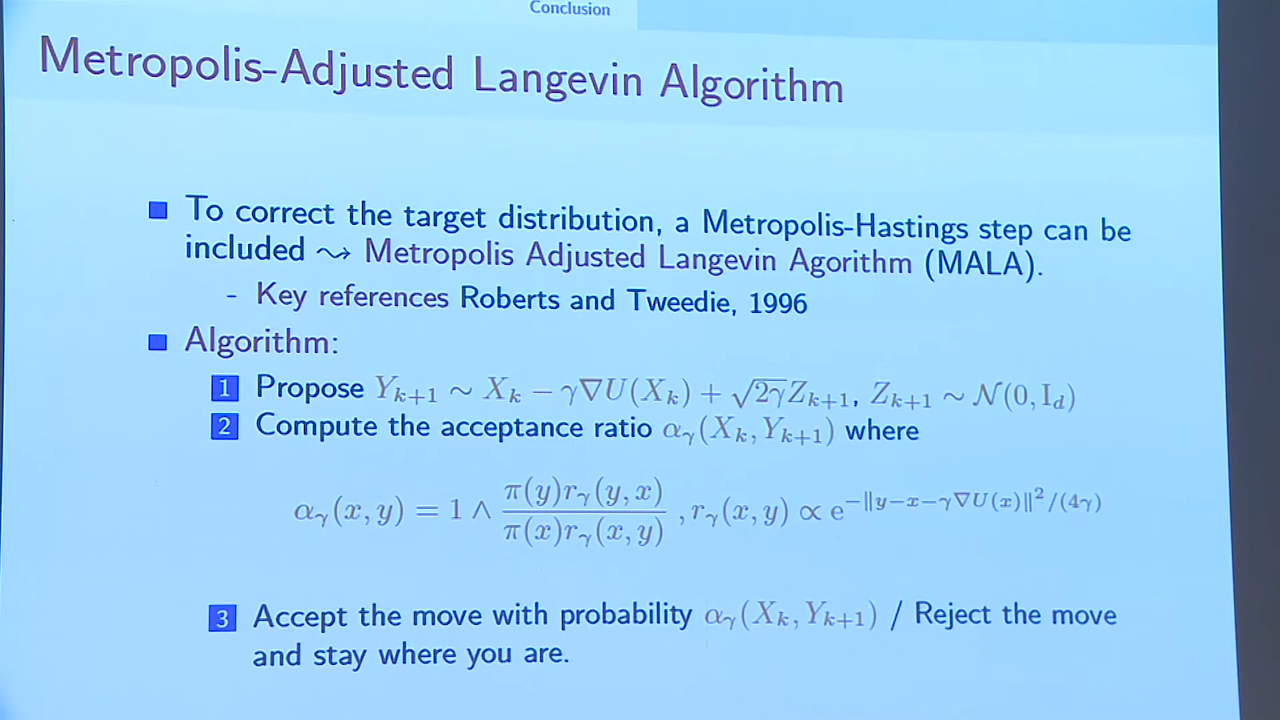 Conclusion
Metropolis-Adjusted Langevin Algorithm
■ To correct the target distribution, a Metropolis-Hastings step can be
included ⇝ Metropolis Adjusted Langevin Agorithm (MALA).
- Key references Roberts and Tweedie, 1996
■ Algorithm:
1 Propose Y_{k+1} ∼ X_k − γ∇U(X_k) + √(2γ)Z_{k+1}, Z_{k+1} ∼ 𝒩(0, I_d)
2 Compute the acceptance ratio α_γ(X_k, Y_{k+1}) where
α_γ(x, y) = 1 ∧ π(y)r_γ(y, x) / π(x)r_γ(x, y) , r_γ(x, y) ∝ e^{−‖y−x−γ∇U(x)‖²/(4γ)}
3 Accept the move with probability α_γ(X_k, Y_{k+1}) / Reject the move
and stay where you are.